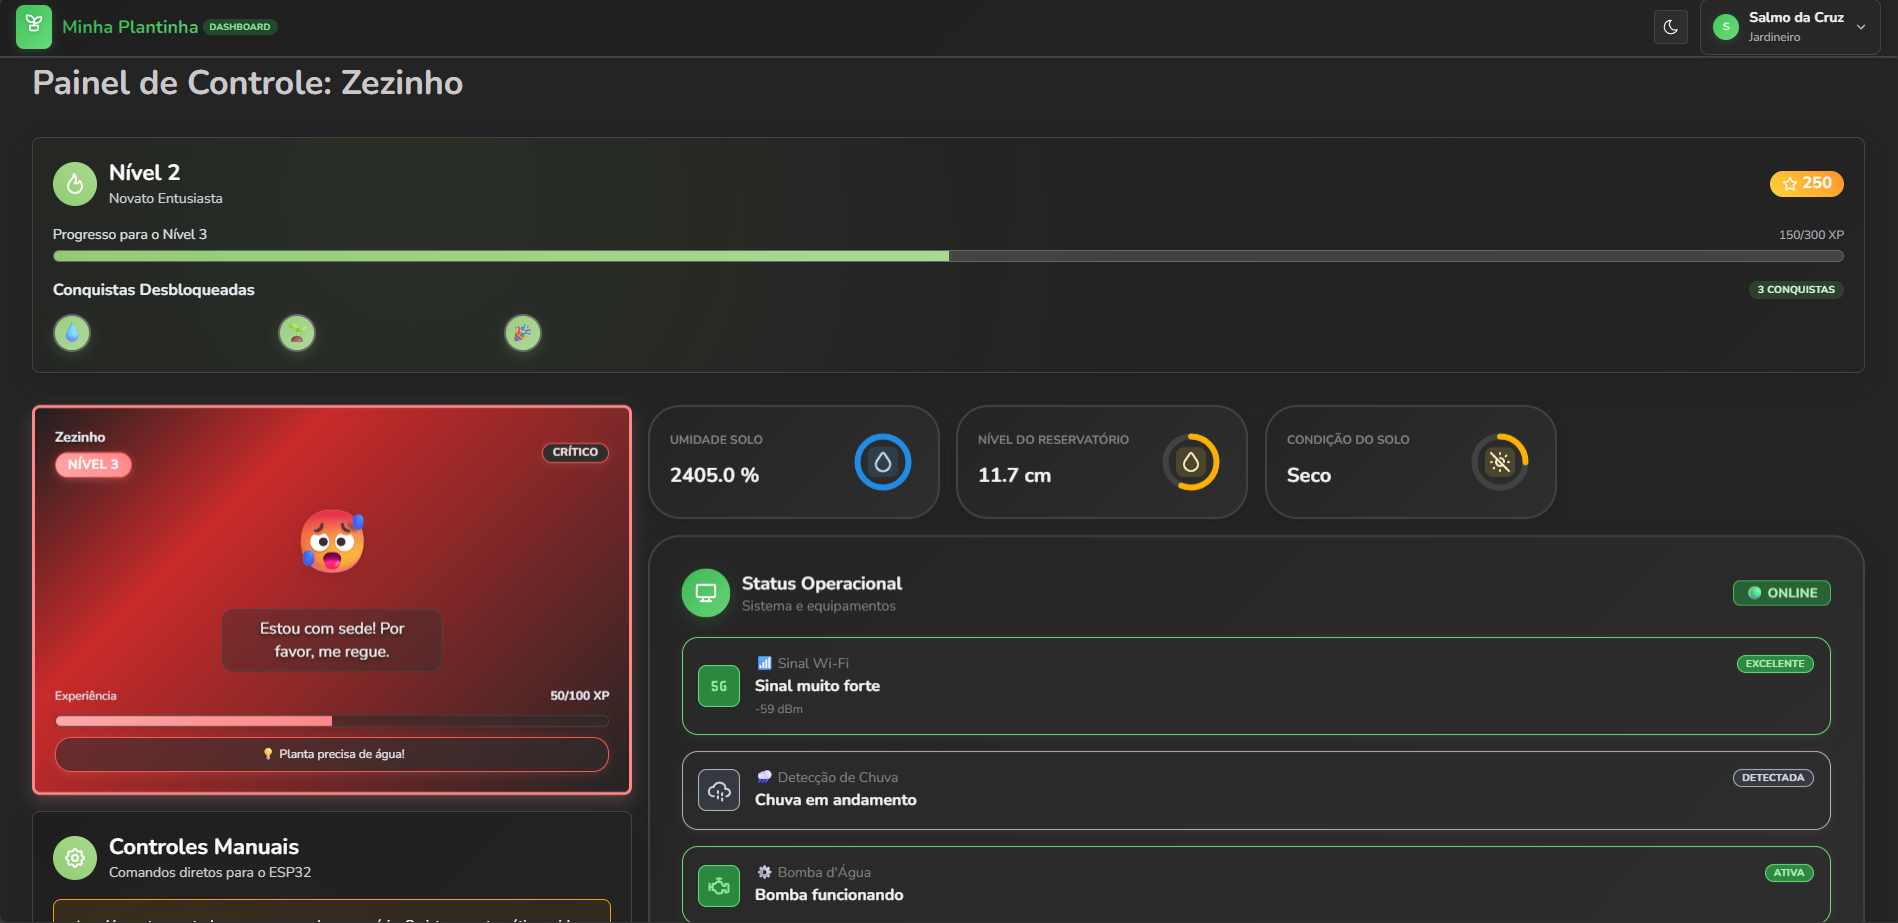 Minha Plantinha DASHBOARD
S
Salmo da Cruz
Jardineiro
Painel de Controle: Zezinho
Nível 2
Novato Entusiasta
250
Progresso para o Nível 3
150/300 XP
Conquistas Desbloqueadas
3 CONQUISTAS
Zezinho
NÍVEL 3
CRÍTICO
Estou com sede! Por
favor, me regue.
Experiência
50/100 XP
Planta precisa de água!
Controles Manuais
Comandos diretos para o ESP32
UMIDADE SOLO
2405.0 %
NÍVEL DO RESERVATÓRIO
11.7 cm
CONDIÇÃO DO SOLO
Seco
Status Operacional
Sistema e equipamentos
ONLINE
5G
Sinal Wi-Fi
Sinal muito forte
-59 dBm
EXCELENTE
Detecção de Chuva
Chuva em andamento
DETECTADA
Bomba d'Água
Bomba funcionando
ATIVA